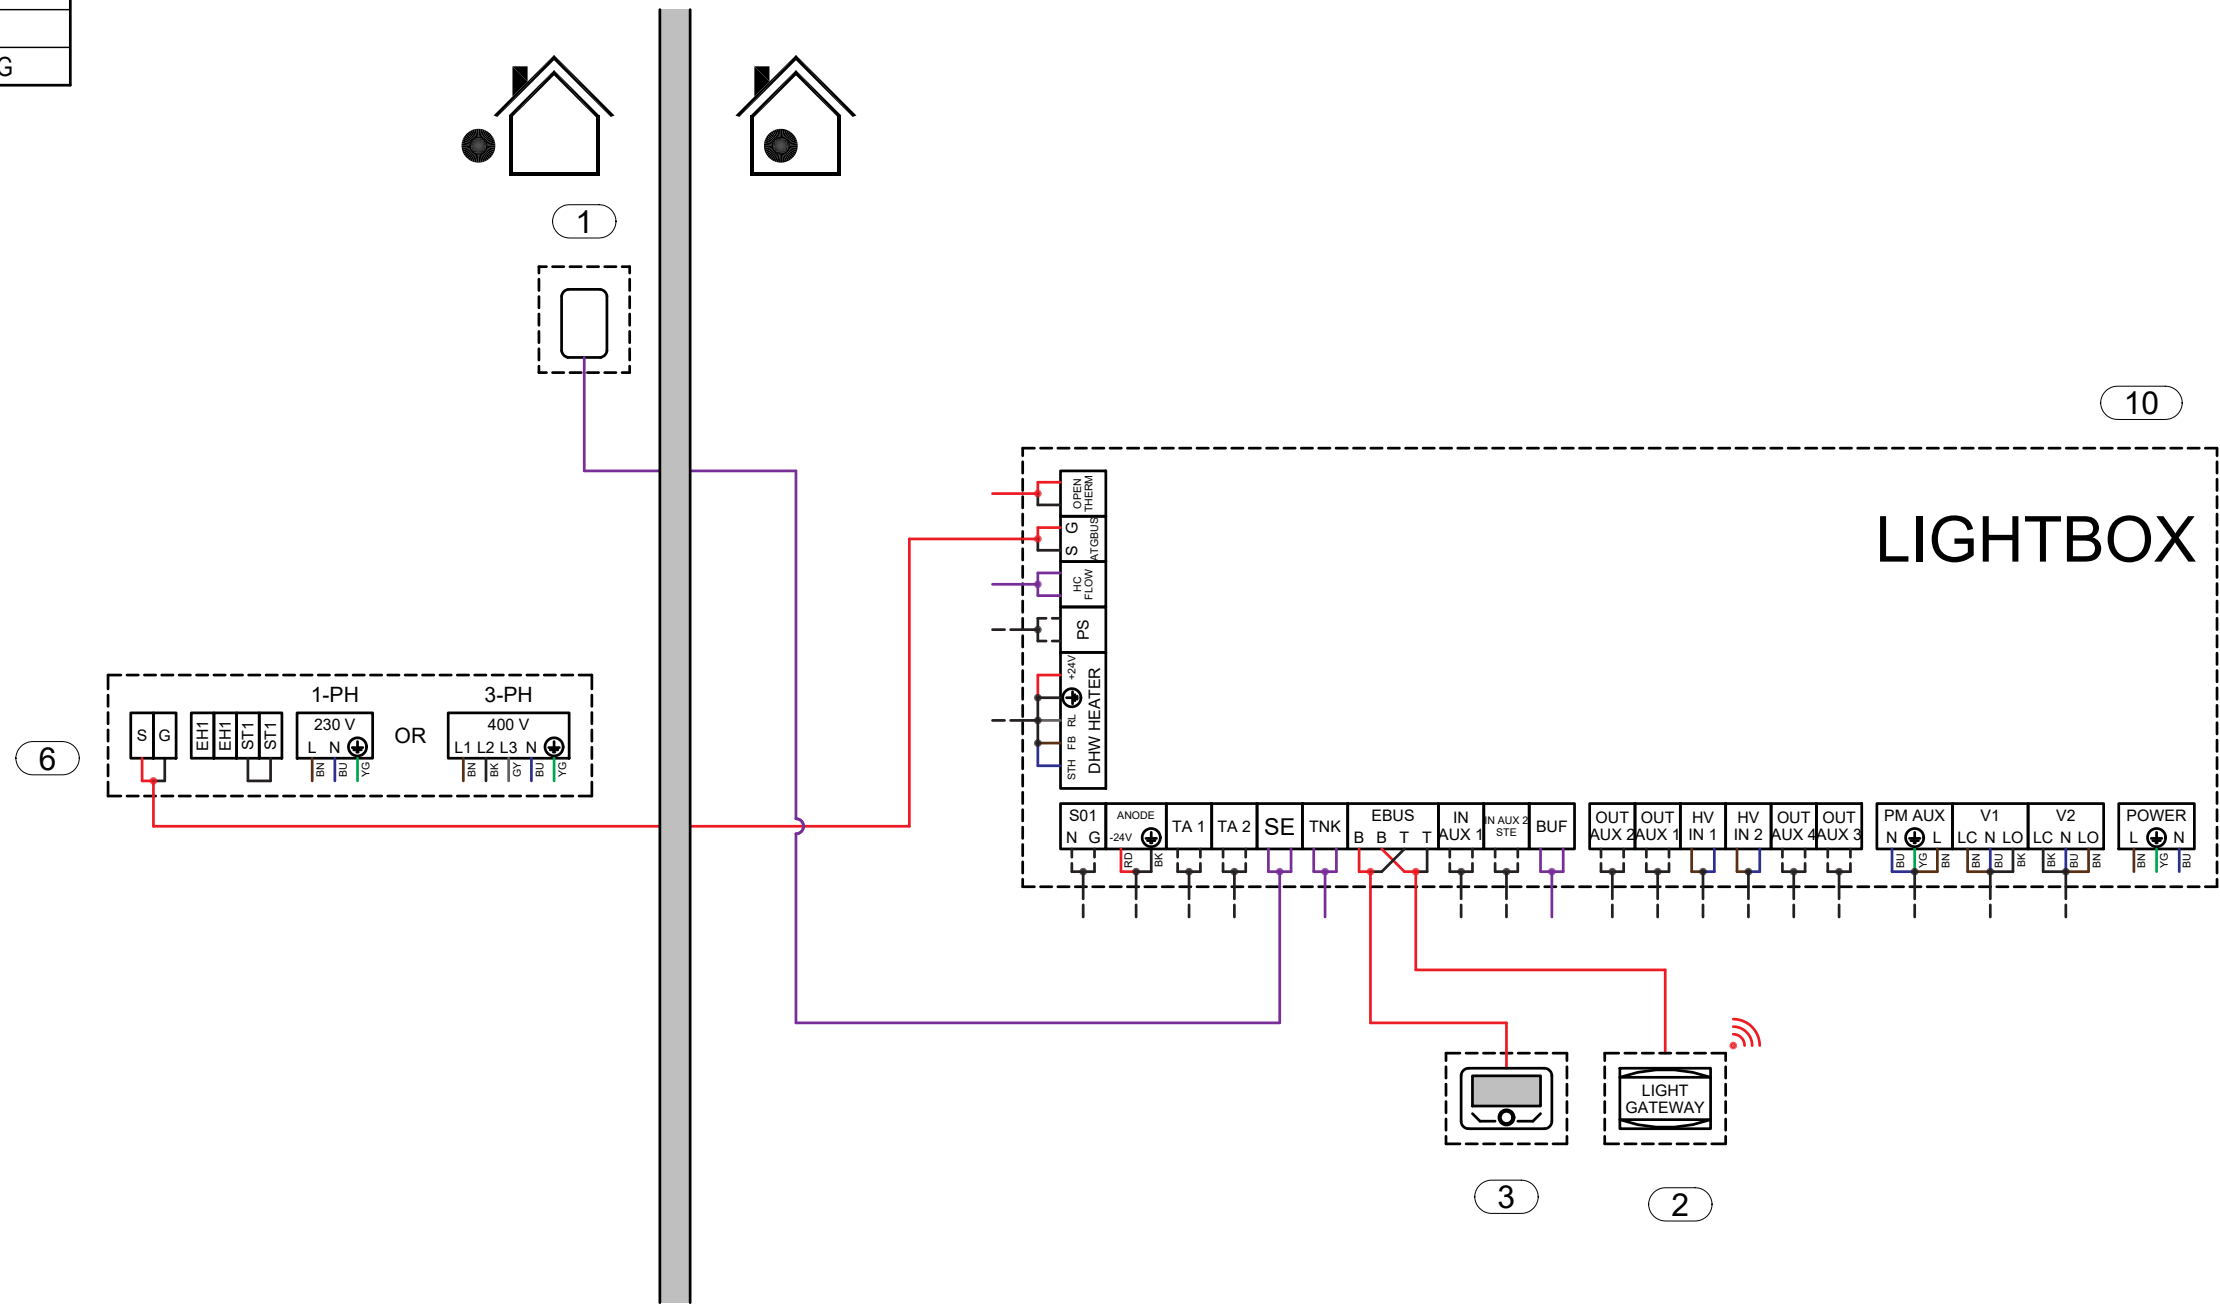 G
1
10
LIGHTBOX
OPEN
THERM
S G
ATGBUS
HC
FLOW
PS
STH FB RL +24V
DHW HEATER
6
1-PH
3-PH
S G
EH1 EH1 ST1 ST1
230 V
L N
BN BU YG
OR
400 V
L1 L2 L3 N
BN BK GY BU YG
S01
N G
ANODE
-24V
RD BK
TA 1
TA 2
SE
TNK
EBUS
B B T T
IN
AUX 1
IN AUX 2
STE
BUF
OUT
AUX 2
OUT
AUX 1
HV
IN 1
HV
IN 2
OUT
AUX 4
OUT
AUX 3
PM AUX
N L
BU YG BN
V1
LC N LO
BN BU BK
V2
LC N LO
BK BU BN
POWER
L N
BN YG BU
LIGHT
GATEWAY
3
2